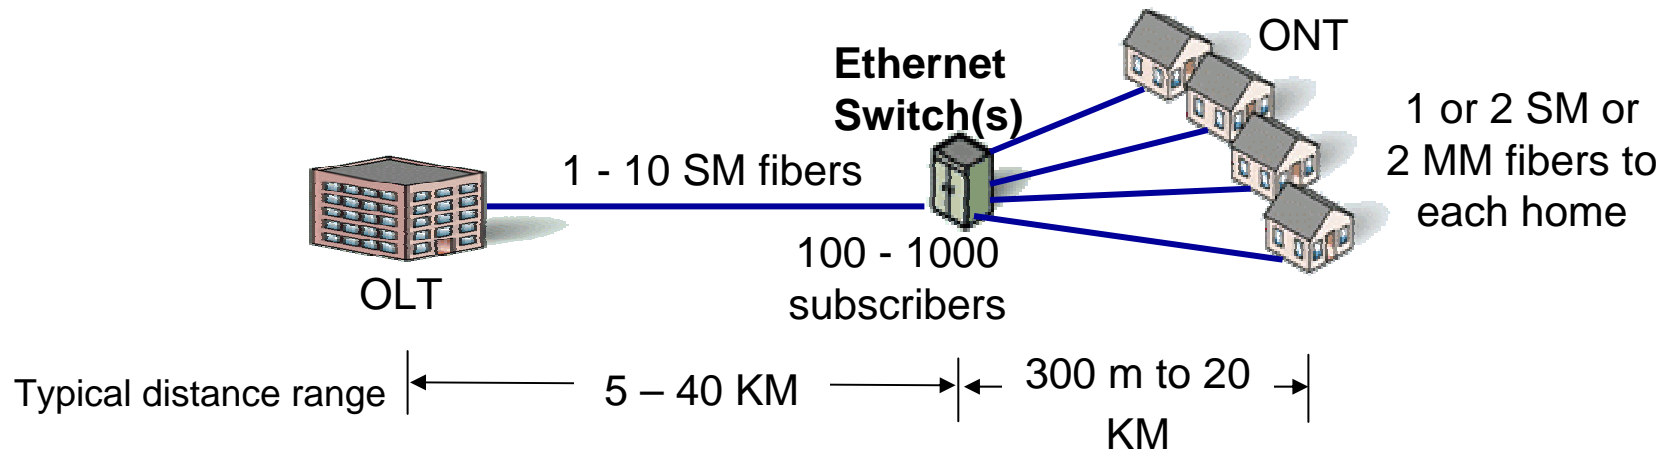 ONT
Ethernet
Switch(s)
1 or 2 SM or
2 MM fibers to
each home
1 - 10 SM fibers
100 - 1000
subscribers
OLT
Typical distance range
5 – 40 KM
300 m to 20
KM